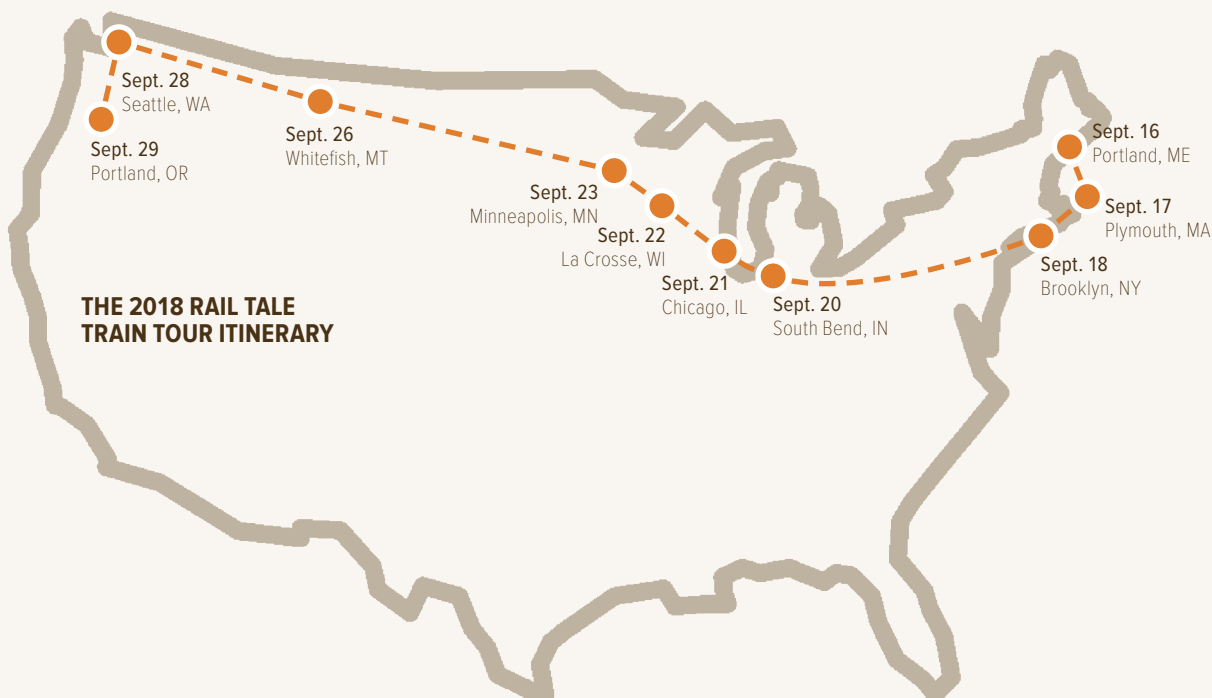 Sept. 28
Seattle, WA
Sept. 29
Portland, OR
Sept. 26
Whitefish, MT
Sept. 23
Minneapolis, MN
Sept. 22
La Crosse, WI
Sept. 21
Chicago, IL
Sept. 20
South Bend, IN
Sept. 16
Portland, ME
Sept. 17
Plymouth, MA
Sept. 18
Brooklyn, NY
THE 2018 RAIL TALE
TRAIN TOUR ITINERARY